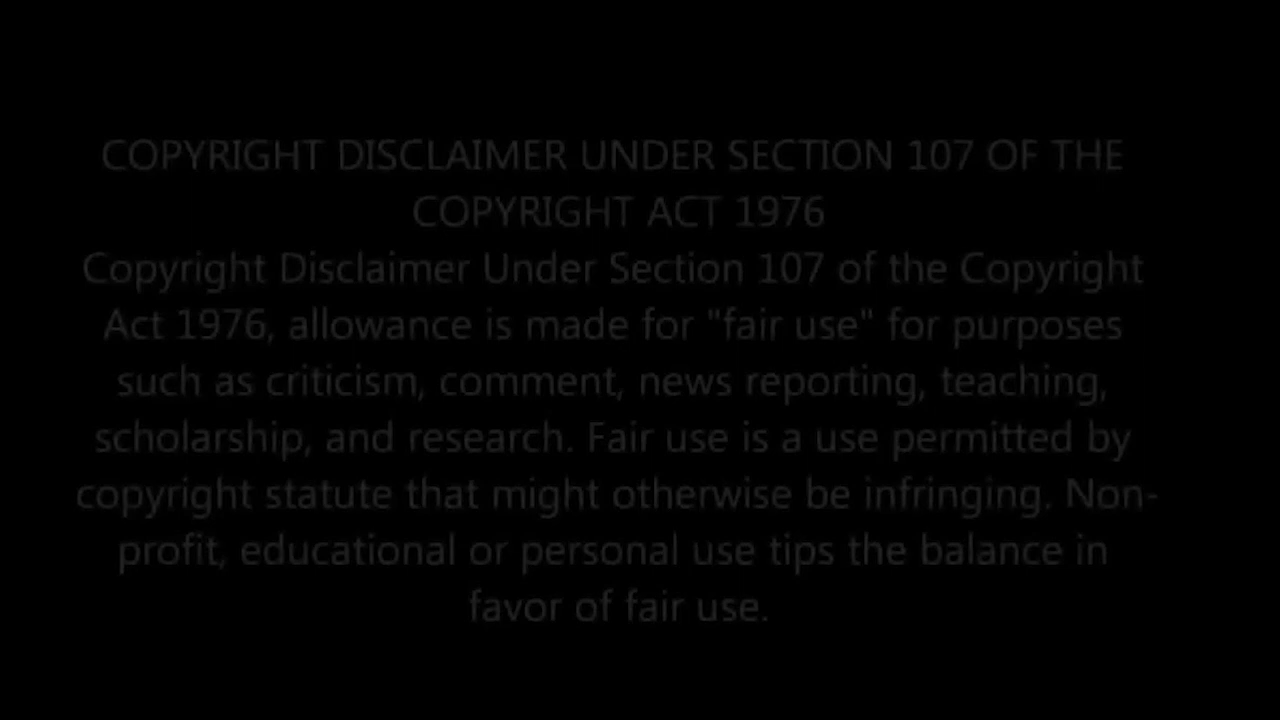 COPYRIGHT DISCLAIMER UNDER SECTION 107 OF THE
COPYRIGHT ACT 1976
Copyright Disclaimer Under Section 107 of the Copyright
Act 1976, allowance is made for "fair use" for purposes
such as criticism, comment, news reporting, teaching,
scholarship, and research. Fair use is a use permitted by
copyright statute that might otherwise be infringing. Non-
profit, educational or personal use tips the balance in
favor of fair use.